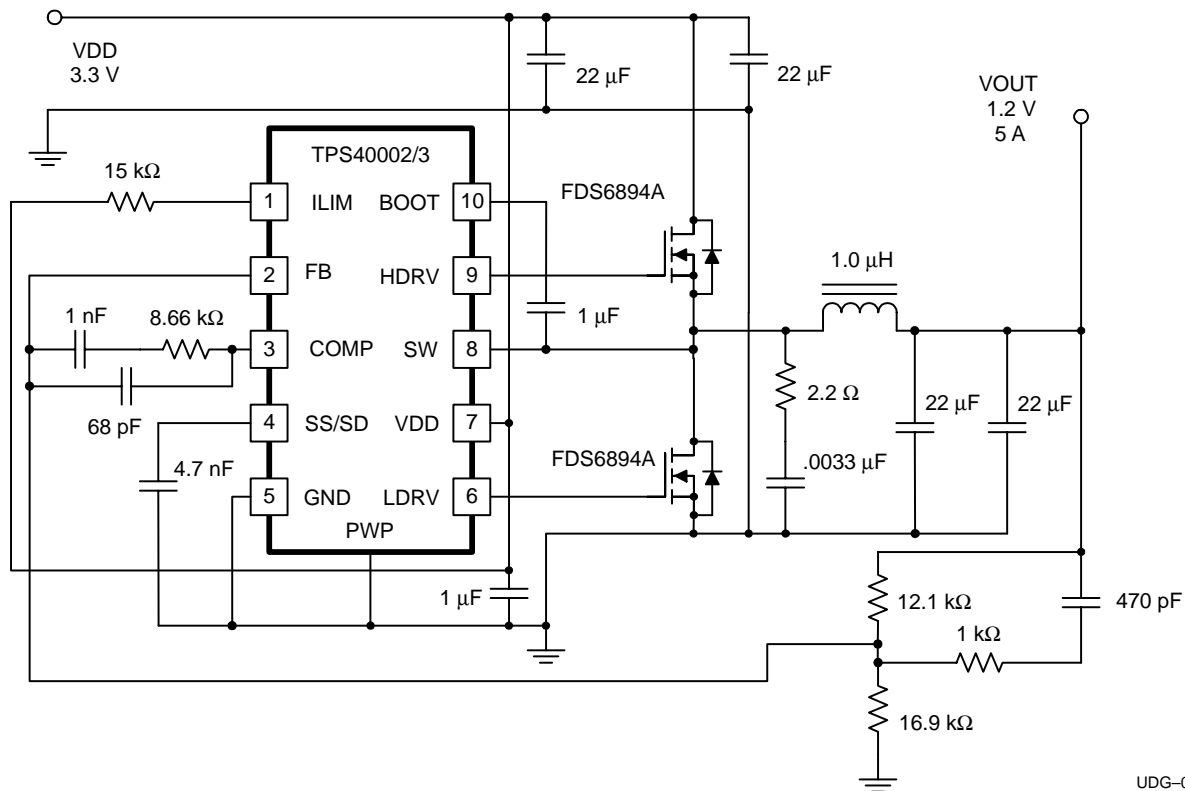 VDD
3.3 V
22 μF
22 μF
VOUT
1.2 V
5 A
TPS40002/3
15 kΩ
1
ILIM
BOOT
10
FDS6894A
2
FB
HDRV
9
1.0 μH
1 nF
8.66 kΩ
1 μF
3
COMP
SW
8
68 pF
2.2 Ω
22 μF
22 μF
4
SS/SD
VDD
7
FDS6894A
4.7 nF
.0033 μF
5
GND
LDRV
6
PWP
1 μF
12.1 kΩ
470 pF
1 kΩ
16.9 kΩ